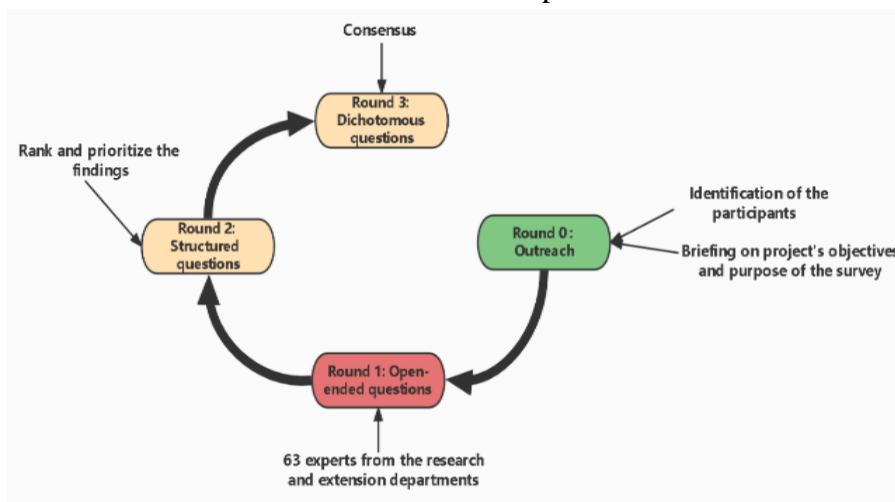 Consensus
Round 3:
Dichotomous
questions
Rank and prioritize the
findings
Round 2:
Structured
questions
Round 0:
Outreach
Identification of the
participants
Briefing on project's objectives
and purpose of the survey
Round 1: Open-
ended questions
63 experts from the research
and extension departments